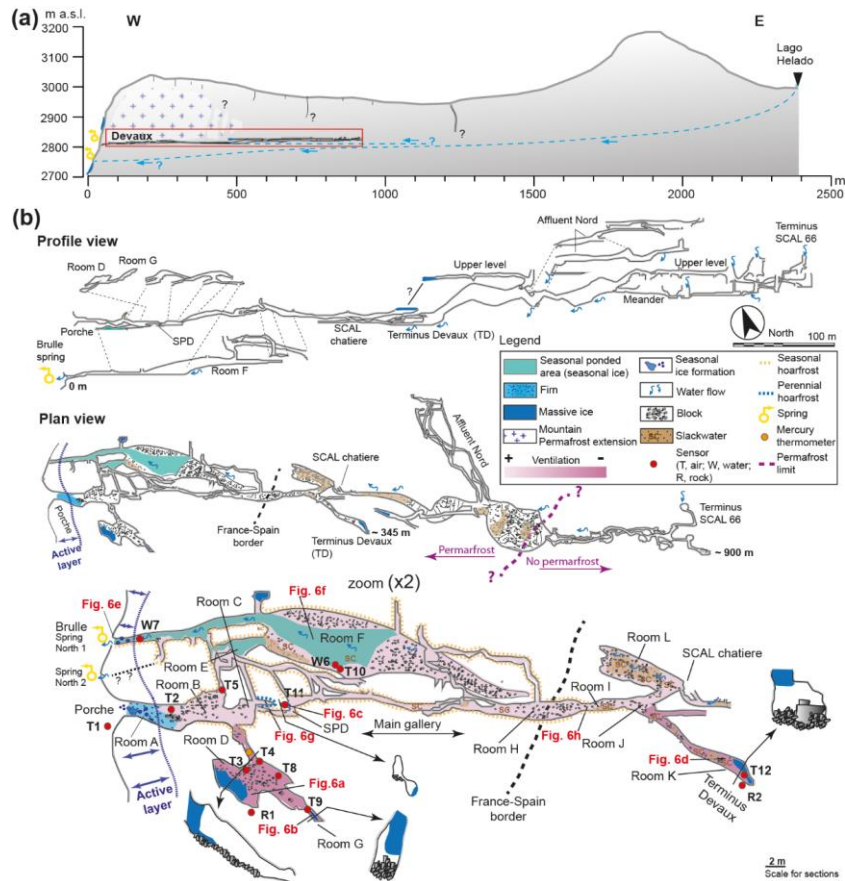 (a)
m a.s.l.
W
E
3200
3100
3000
2900
2800
2700
Lago
Helado
Devaux
?
?
?
?
?
0
500
1000
1500
2000
2500
m
(b)
Profile view
Room D
Room G
Porche
SPD
Brulle
spring
0 m
Room F
SCAL
chatiere
Terminus Devaux (TD)
?
Upper level
Affluent Nord
Upper level
Meander
Terminus
SCAL 66
North
100 m
Legend
Seasonal ponded
area (seasonal ice)
Firn
Massive ice
Mountain
Permafrost extension
+ Ventilation -
Seasonal
ice formation
Water flow
Block
SC
Slackwater
Sensor
(T, air; W, water;
R, rock)
Seasonal
hoarfrost
Perennial
hoarfrost
Spring
Mercury
thermometer
Permafrost
limit
Plan view
Porche
Active
layer
France-Spain
border
SCAL chatiere
Terminus Devaux
(TD)
~ 345 m
Affluent Nord
?
Permarfrost
No permarfrost
?
Terminus
SCAL 66
~ 900 m
zoom (x2)
Fig. 6e
Brulle
Spring
North 1
W7
Spring
North 2
? ?
Room C
Fig. 6f
Room F
W6
T10
Room E
Room B
T5
T2
T11
Fig. 6c
SPD
Fig. 6g
Main gallery
Porche
T1
Room A
Room D
T4
T3
T8
Fig. 6a
R1
T9
Fig. 6b
Room G
Active
layer
SC
SC
SC
Room H
Fig. 6h
Room I
Room J
Room L
SC
SCAL chatiere
Fig. 6d
Room K
T12
R2
Terminus
Devaux
France-Spain
border
2 m
Scale for sections